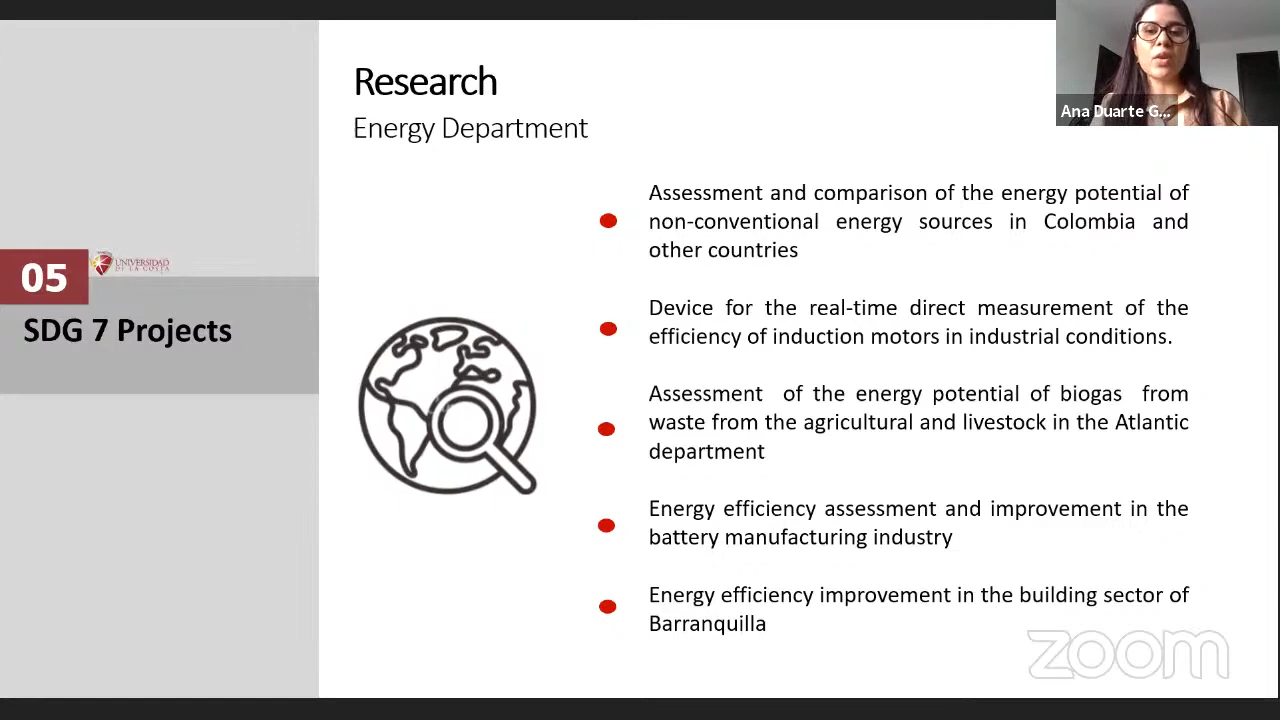 Research
Energy Department
Ana Duarte G...
Assessment and comparison of the energy potential of
non-conventional energy sources in Colombia and
other countries
05
UNIVERSIDAD
DE LA COSTA
SDG 7 Projects
Device for the real-time direct measurement of the
efficiency of induction motors in industrial conditions.
Assessment of the energy potential of biogas from
waste from the agricultural and livestock in the Atlantic
department
Energy efficiency assessment and improvement in the
battery manufacturing industry
Energy efficiency improvement in the building sector of
Barranquilla
zoom